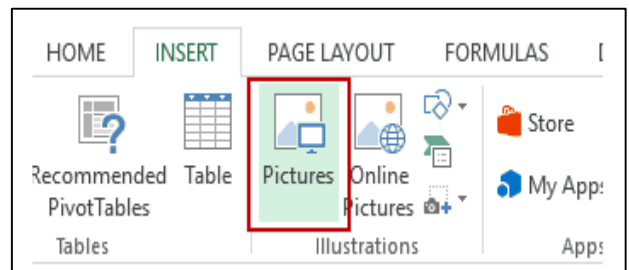 HOME INSERT PAGE LAYOUT FORMULAS
Recommended PivotTables Table Pictures Online Pictures Store
My Apps
Tables Illustrations Apps